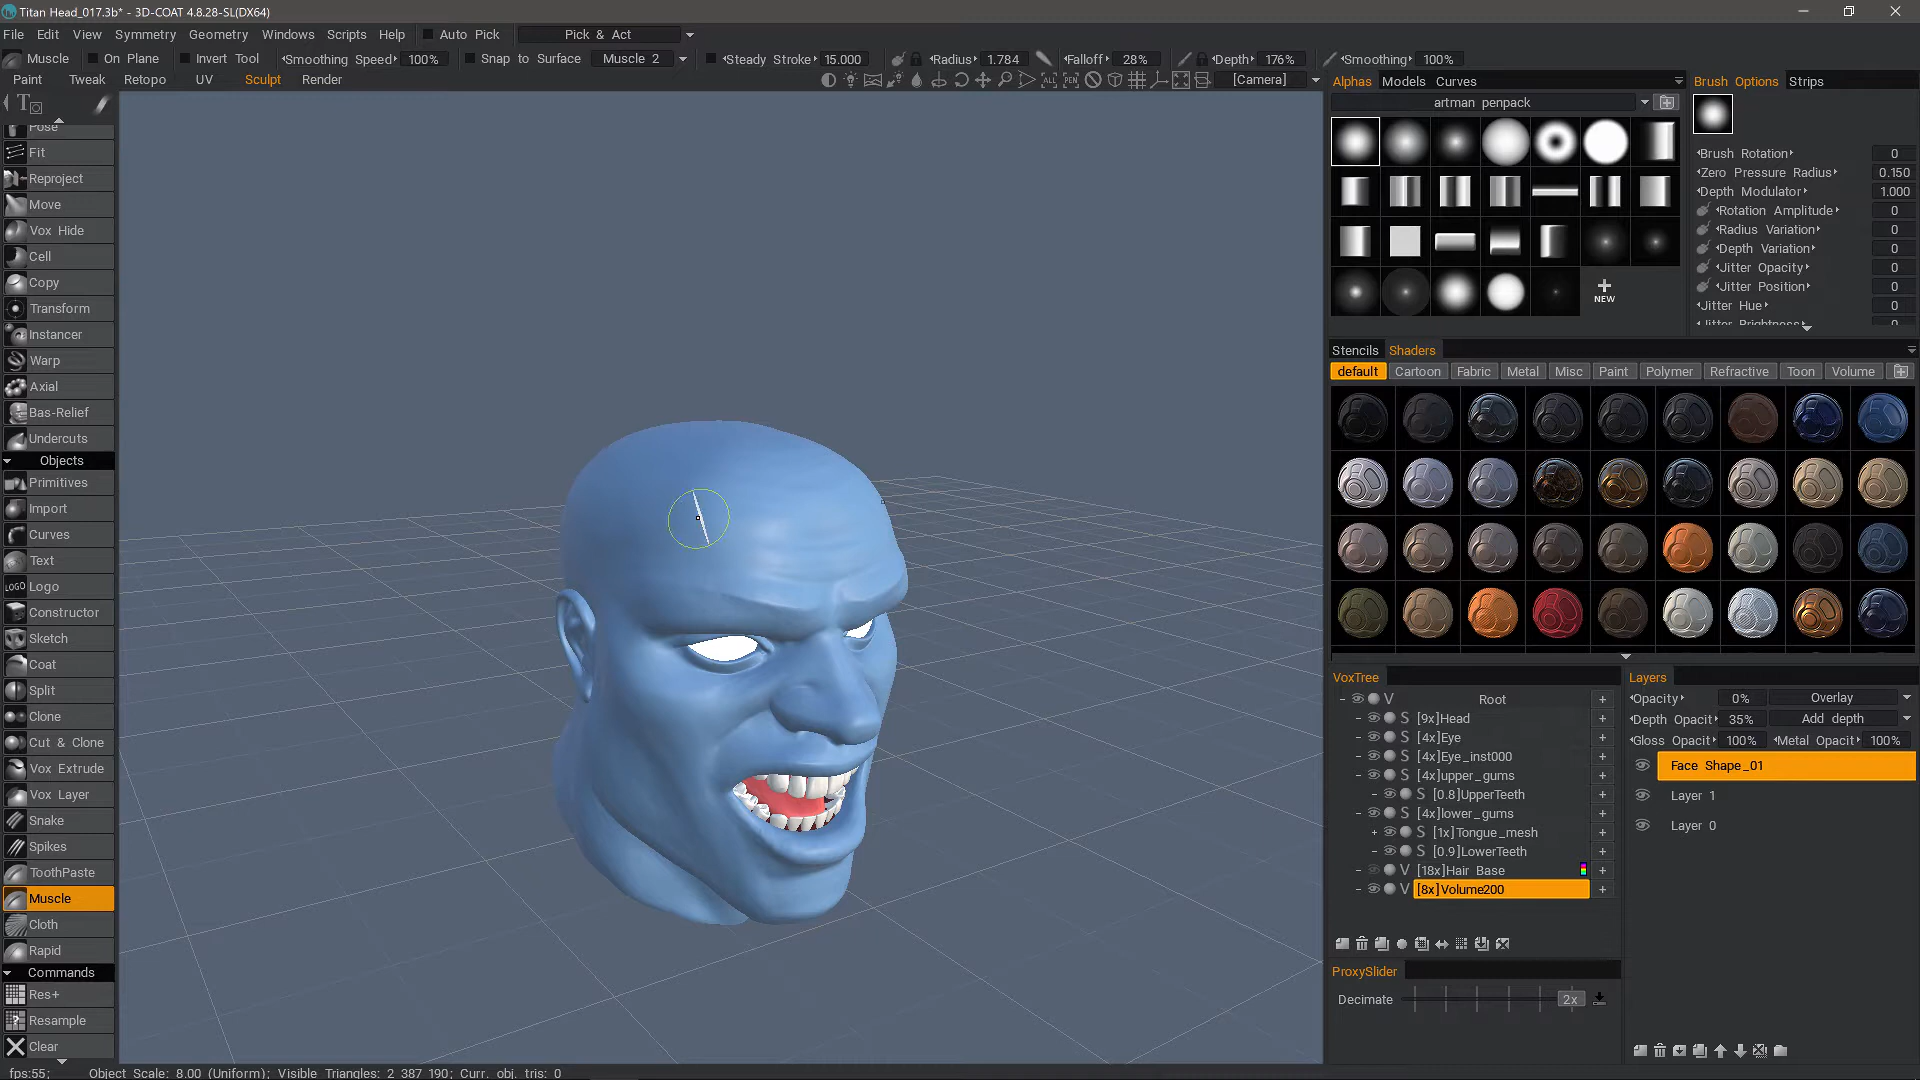 Titan Head_017.3b* - 3D-COAT 4.8.28-SL(DX64)
File Edit View Symmetry Geometry Windows Scripts Help Auto Pick Pick & Act
Muscle On Plane Invert Tool Smoothing Speed 100% Snap to Surface Muscle 2 Steady Stroke 15.000 Radius 1.784 Falloff 28% Depth 176% Smoothing 100%
Paint Tweak Retopo UV Sculpt Render [Camera]
Pose
Fit
Reproject
Move
Vox Hide
Cell
Copy
Transform
Instancer
Warp
Axial
Bas-Relief
Undercuts
Objects
Primitives
Import
Curves
Text
LOGO Logo
Constructor
Sketch
Coat
Split
Clone
Cut & Clone
Vox Extrude
Vox Layer
Snake
Spikes
ToothPaste
Muscle
Cloth
Rapid
Commands
Res+
Resample
Clear
Alphas Models Curves
artman penpack
NEW
Brush Options Strips
Brush Rotation 0
Zero Pressure Radius 0.150
Depth Modulator 1.000
Rotation Amplitude 0
Radius Variation 0
Depth Variation 0
Jitter Opacity 0
Jitter Position 0
Jitter Hue 0
Jitter Brightness 0
Stencils Shaders
default Cartoon Fabric Metal Misc Paint Polymer Refractive Toon Volume
VoxTree
V Root +
S [9x]Head +
S [4x]Eye +
S [4x]Eye_inst000 +
S [4x]upper_gums +
S [0.8]UpperTeeth +
S [4x]lower_gums +
S [1x]Tongue_mesh +
S [0.9]LowerTeeth +
V [18x]Hair Base +
V [8x]Volume200 +
ProxySlider
Decimate 2x
Layers
Opacity 0% Overlay
Depth Opacit 35% Add depth
Gloss Opacit 100% Metal Opacit 100%
Face Shape_01
Layer 1
Layer 0
fps:55; Object Scale: 8.00 (Uniform); Visible Triangles: 2 387 190; Curr. obj. tris: 0